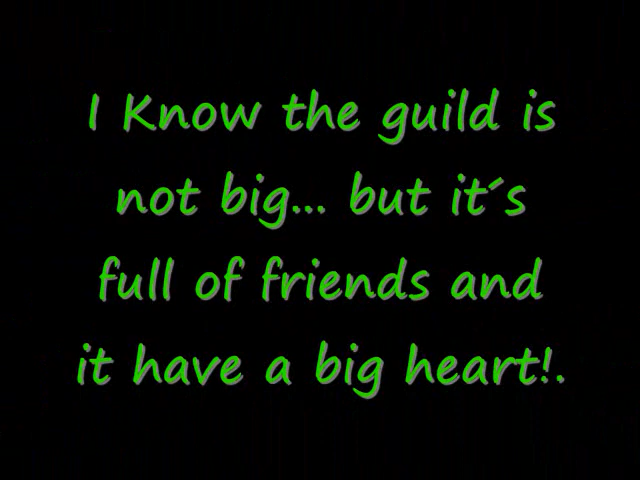 I Know the guild is
not big... but it´s
full of friends and
it have a big heart!.